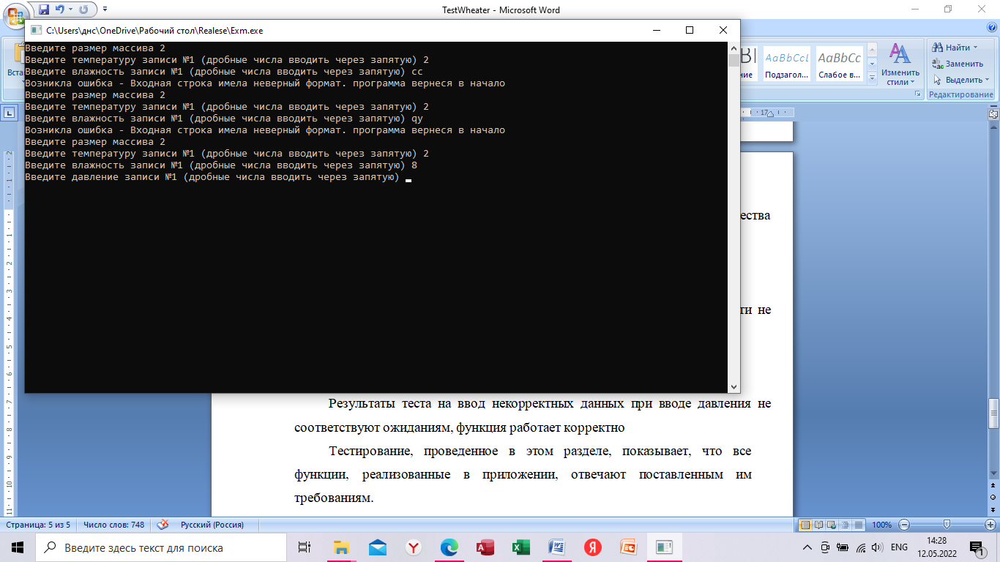 TestWheater - Microsoft Word
C:\Users\днс\OneDrive\Рабочий стол\Realese\Exm.exe
Введите размер массива 2
Введите температуру записи №1 (дробные числа вводить через запятую) 2
Введите влажность записи №1 (дробные числа вводить через запятую) cc
Возникла ошибка - Входная строка имела неверный формат. программа вернеся в начало
Введите размер массива 2
Введите температуру записи №1 (дробные числа вводить через запятую) 2
Введите влажность записи №1 (дробные числа вводить через запятую) qy
Возникла ошибка - Входная строка имела неверный формат. программа вернеся в начало
Введите размер массива 2
Введите температуру записи №1 (дробные числа вводить через запятую) 2
Введите влажность записи №1 (дробные числа вводить через запятую) 8
Введите давление записи №1 (дробные числа вводить через запятую)
Вста
AaBbCcL AaBbCc
ние Подзагол... Слабое в...
Изменить
стили
Найти
Заменить
Выделить
Редактирование
17
ества
ти не
Результаты теста на ввод некорректных данных при вводе давления не
соответствуют ожиданиям, функция работает корректно
Тестирование, проведенное в этом разделе, показывает, что все
функции, реализованные в приложении, отвечают поставленным им
требованиям.
Страница: 5 из 5 Число слов: 748 Русский (Россия) 100%
Введите здесь текст для поиска
ENG
14:28
12.05.2022
1